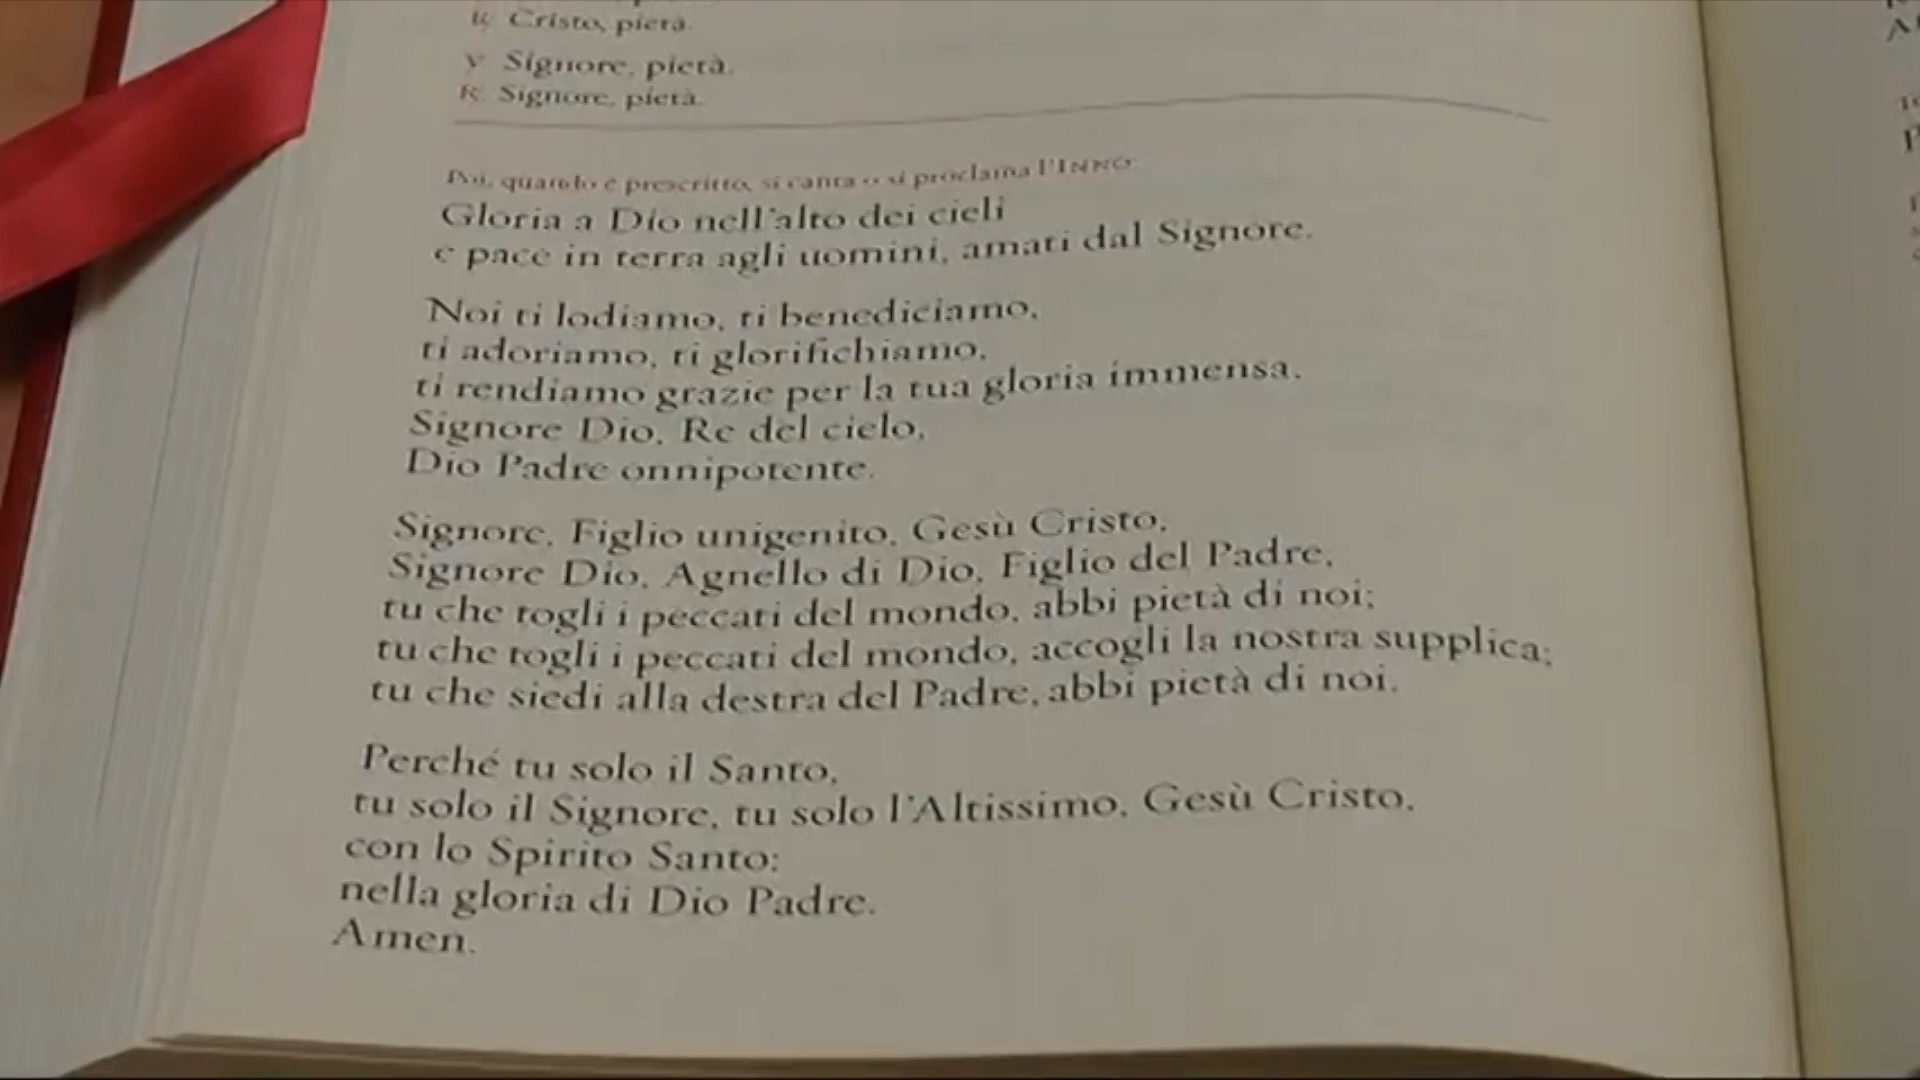 ℟ Cristo, pietà.
℣ Signore, pietà.
℟ Signore, pietà.
Poi, quando è prescritto, si canta o si proclama l'INNO:
Gloria a Dio nell'alto dei cieli
e pace in terra agli uomini, amati dal Signore.
Noi ti lodiamo, ti benediciamo,
ti adoriamo, ti glorifichiamo,
ti rendiamo grazie per la tua gloria immensa.
Signore Dio, Re del cielo,
Dio Padre onnipotente.
Signore, Figlio unigenito, Gesù Cristo,
Signore Dio, Agnello di Dio, Figlio del Padre,
tu che togli i peccati del mondo, abbi pietà di noi;
tu che togli i peccati del mondo, accogli la nostra supplica;
tu che siedi alla destra del Padre, abbi pietà di noi.
Perché tu solo il Santo,
tu solo il Signore, tu solo l'Altissimo, Gesù Cristo,
con lo Spirito Santo:
nella gloria di Dio Padre.
Amen.